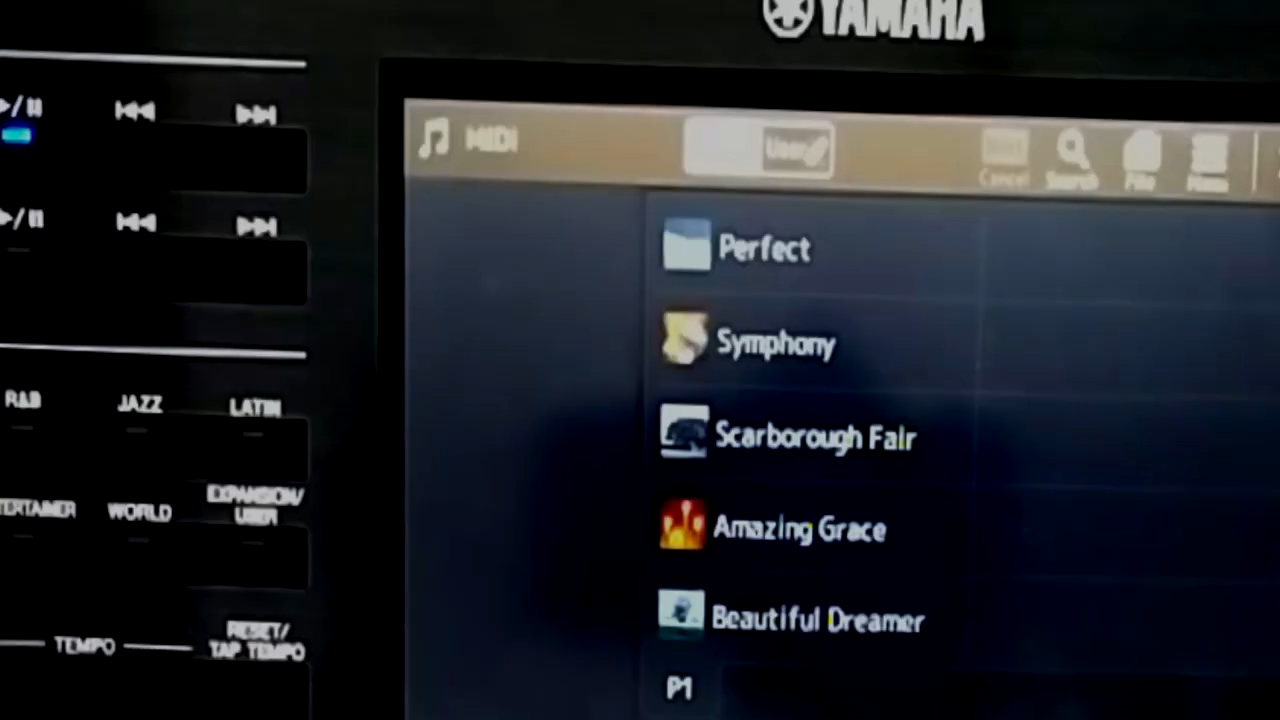 YAMAHA
MIDI
User
Cancel
Search
File
Perfect
Symphony
Scarborough Fair
Amazing Grace
Beautiful Dreamer
P1
R&B JAZZ LATIN
TERTAINER WORLD EXPANSION/
USER
TEMPO RESET/
TAP TEMPO